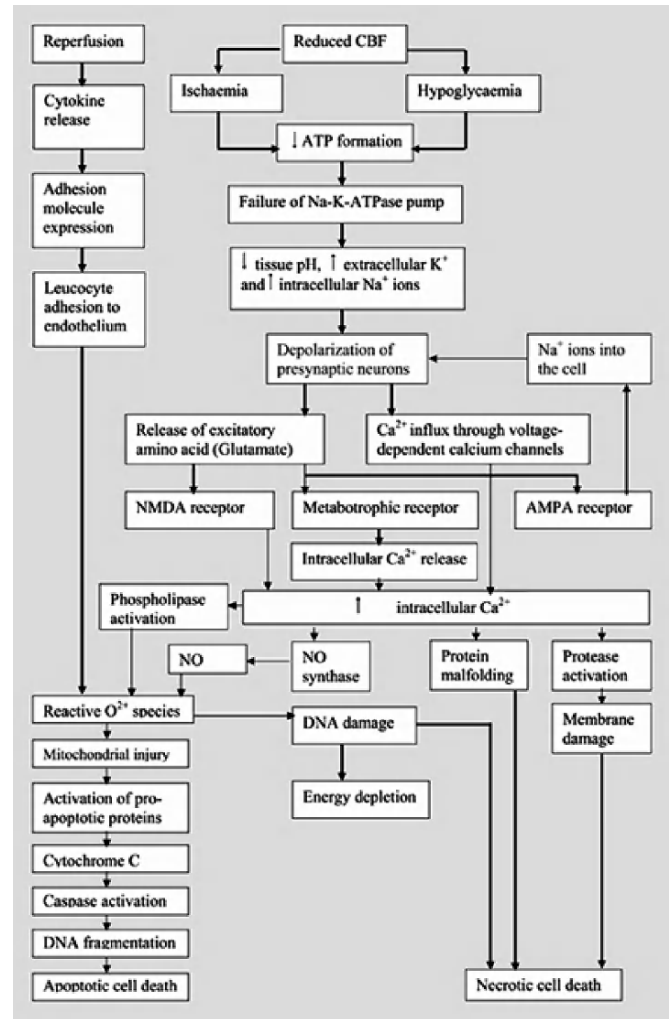 Reperfusion
Reduced CBF
Ischaemia
Hypoglycaemia
Cytokine
release
↓ ATP formation
Adhesion
molecule
expression
Failure of Na-K-ATPase pump
↓ tissue pH, ↑ extracellular K⁺
and ↑ intracellular Na⁺ ions
Leucocyte
adhesion to
endothelium
Depolarization of
presynaptic neurons
Na⁺ ions into
the cell
Release of excitatory
amino acid (Glutamate)
Ca²⁺ influx through voltage-
dependent calcium channels
NMDA receptor
Metabotrophic receptor
AMPA receptor
Intracellular Ca²⁺ release
Phospholipase
activation
↑ intracellular Ca²⁺
NO
NO
synthase
Protein
malfolding
Protease
activation
Reactive O²⁺ species
DNA damage
Membrane
damage
Mitochondrial injury
Energy depletion
Activation of pro-
apoptotic proteins
Cytochrome C
Caspase activation
DNA fragmentation
Apoptotic cell death
Necrotic cell death